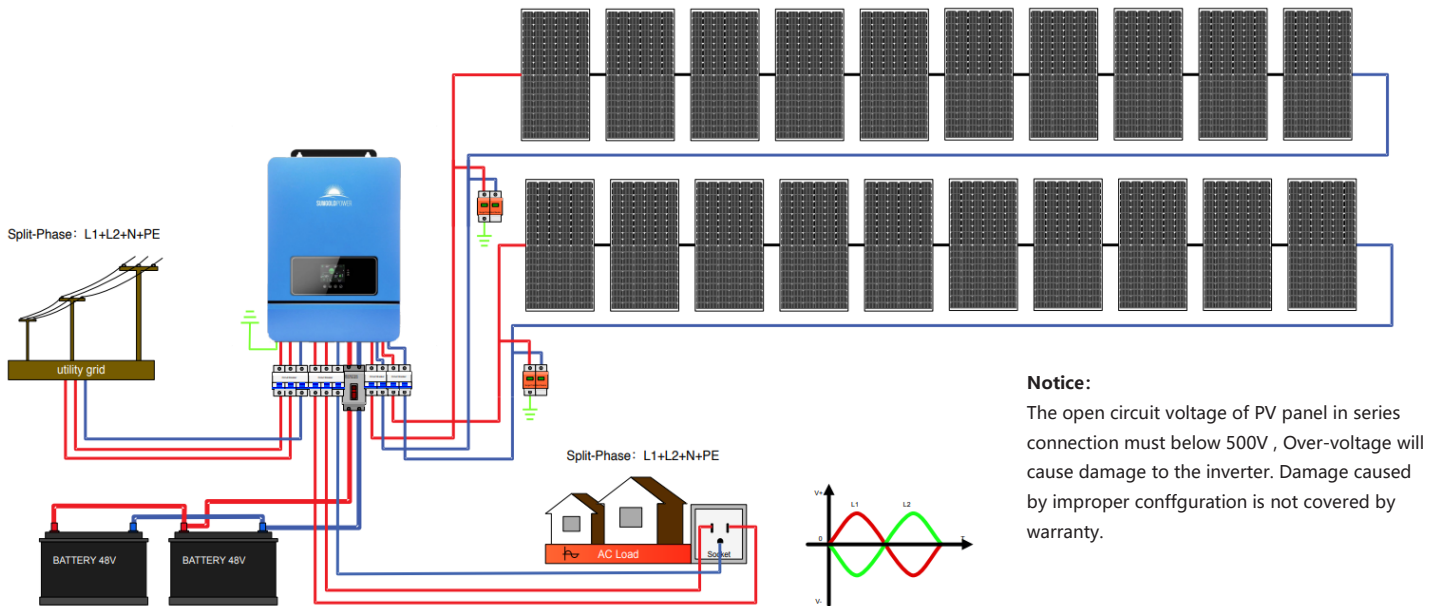 SUNGOLDPOWER
Split-Phase: L1+L2+N+PE
utility grid
Notice:
The open circuit voltage of PV panel in series
connection must below 500V , Over-voltage will
cause damage to the inverter. Damage caused
by improper conffguration is not covered by
warranty.
Split-Phase: L1+L2+N+PE
AC Load
Socket
V+
L1
L2
0
T
V-
BATTERY 48V
BATTERY 48V